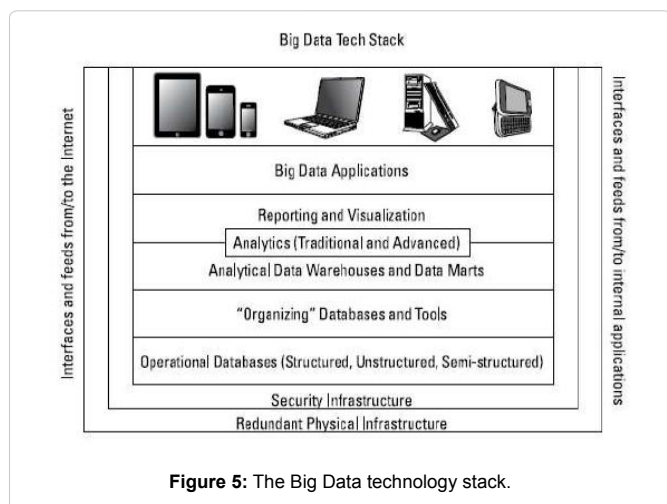 Big Data Tech Stack
Interfaces and feeds from/to the Internet
Big Data Applications
Reporting and Visualization
Analytics (Traditional and Advanced)
Analytical Data Warehouses and Data Marts
"Organizing" Databases and Tools
Operational Databases (Structured, Unstructured, Semi-structured)
Security Infrastructure
Redundant Physical Infrastructure
Interfaces and feeds from/to internal applications
Figure 5: The Big Data technology stack.